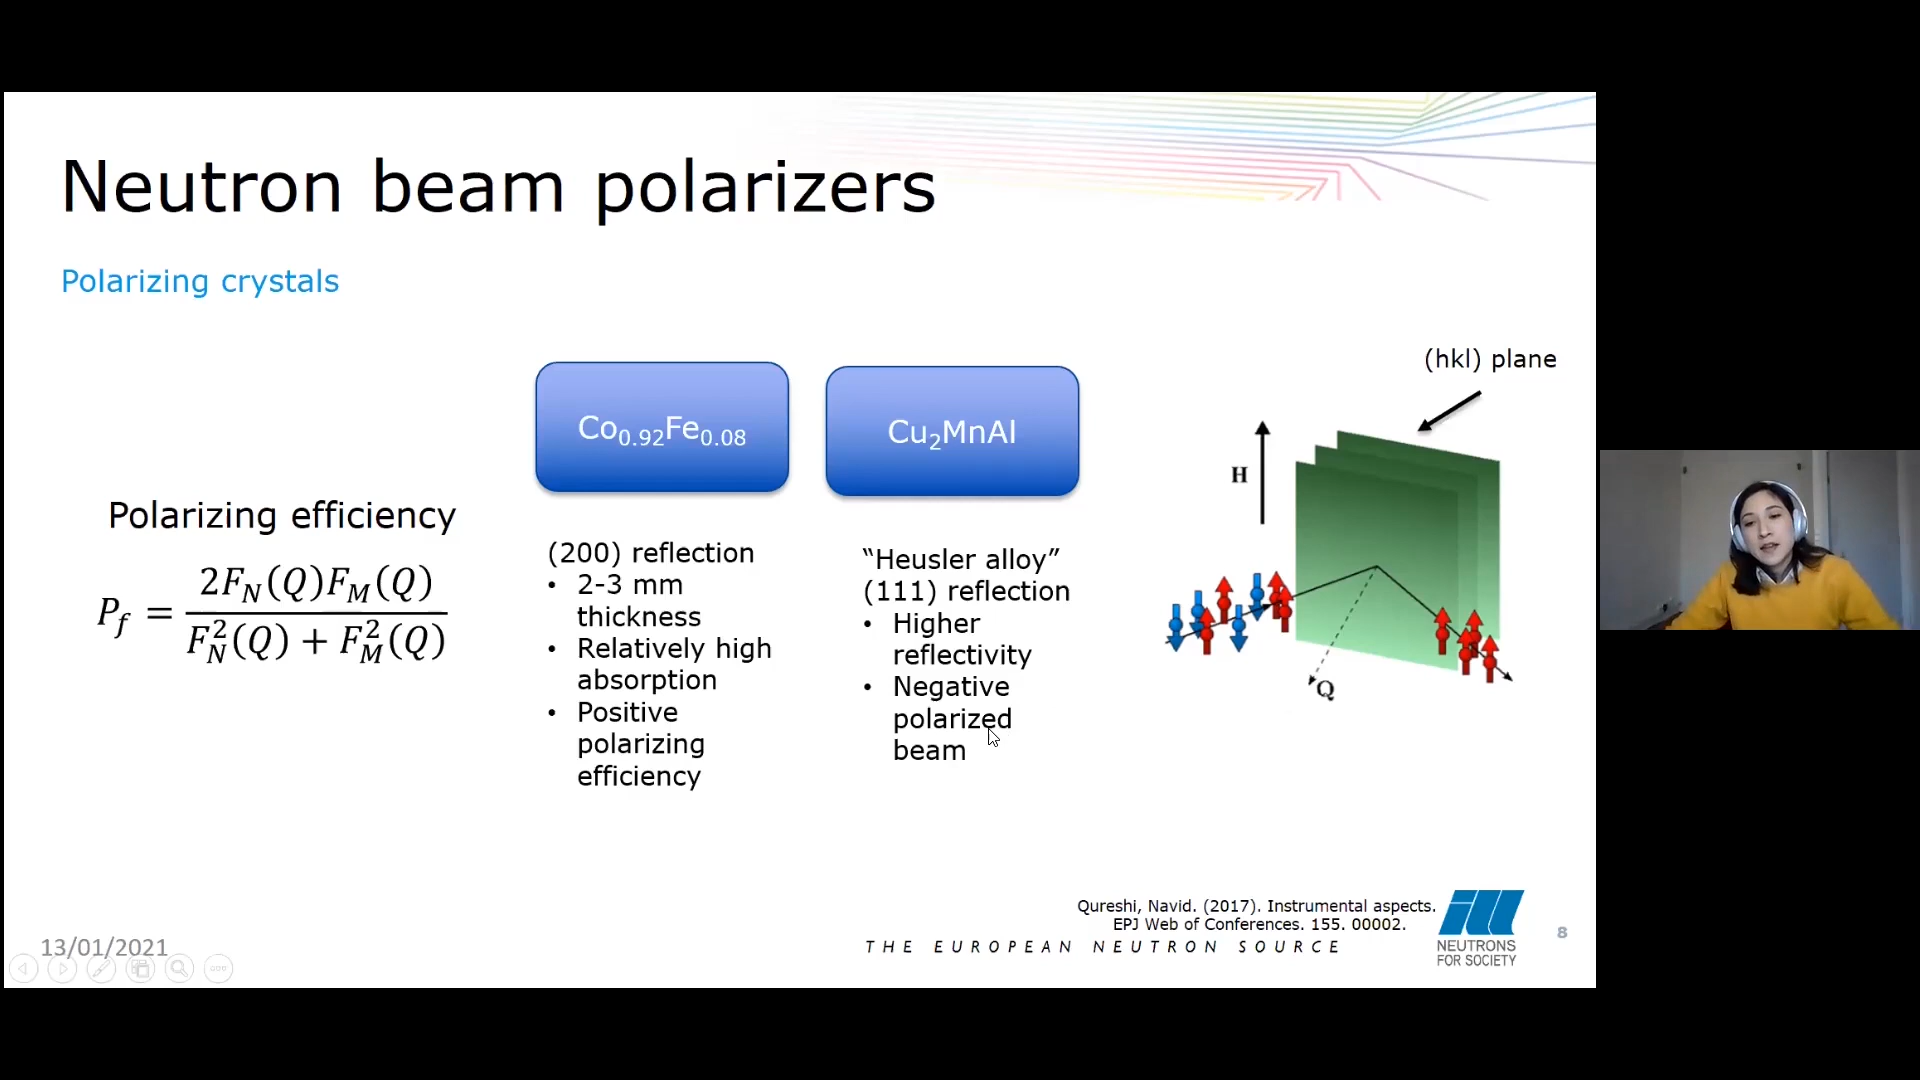 Neutron beam polarizers
Polarizing crystals
Polarizing efficiency
P_f = 2F_N(Q)F_M(Q) / F_N^2(Q) + F_M^2(Q)
Co₀.₉₂Fe₀.₀₈
(200) reflection
• 2-3 mm
thickness
• Relatively high
absorption
• Positive
polarizing
efficiency
Cu₂MnAl
“Heusler alloy”
(111) reflection
• Higher
reflectivity
• Negative
polarized
beam
(hkl) plane
H
Q
Qureshi, Navid. (2017). Instrumental aspects.
EPJ Web of Conferences. 155. 00002.
13/01/2021
THE EUROPEAN NEUTRON SOURCE
ill
NEUTRONS
FOR SOCIETY
8